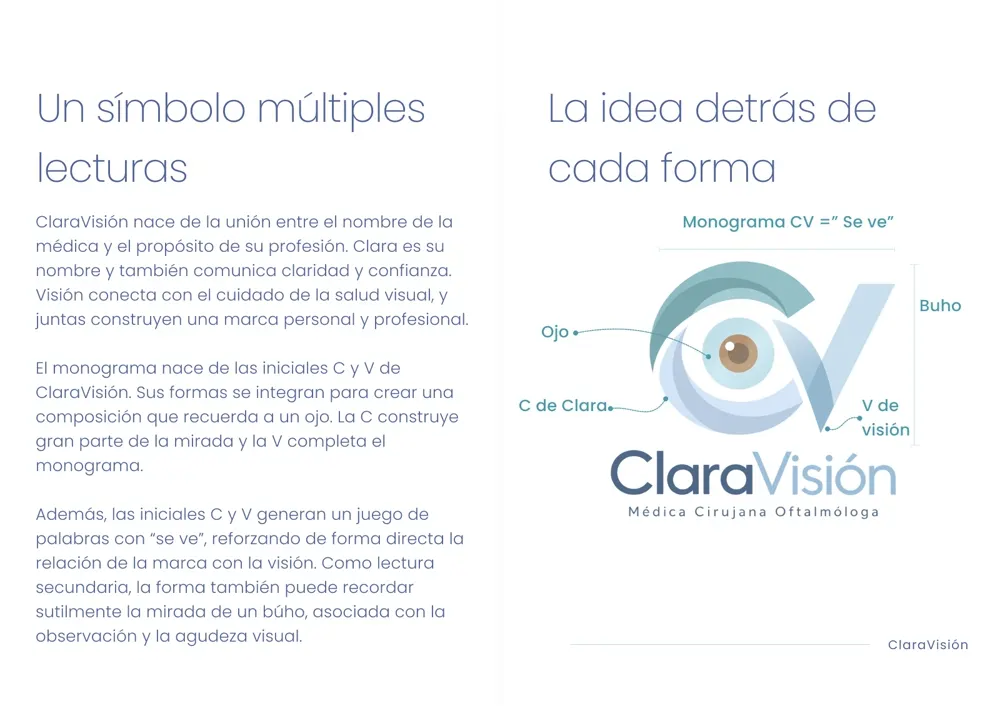 Un símbolo múltiples
lecturas
ClaraVisión nace de la unión entre el nombre de la
médica y el propósito de su profesión. Clara es su
nombre y también comunica claridad y confianza.
Visión conecta con el cuidado de la salud visual, y
juntas construyen una marca personal y profesional.
El monograma nace de las iniciales C y V de
ClaraVisión. Sus formas se integran para crear una
composición que recuerda a un ojo. La C construye
gran parte de la mirada y la V completa el
monograma.
Además, las iniciales C y V generan un juego de
palabras con “se ve”, reforzando de forma directa la
relación de la marca con la visión. Como lectura
secundaria, la forma también puede recordar
sutilmente la mirada de un búho, asociada con la
observación y la agudeza visual.
La idea detrás de
cada forma
Monograma CV =” Se ve”
Buho
Ojo
C de Clara
V de
visión
ClaraVisión
Médica Cirujana Oftalmóloga
ClaraVisión